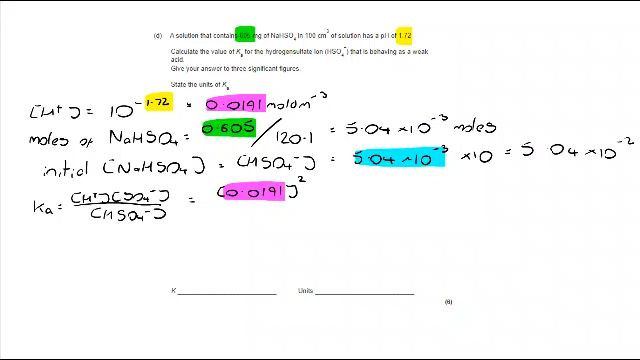 (d) A solution that contains 605 mg of NaHSO₄ in 100 cm³ of solution has a pH of 1.72
Calculate the value of Kₐ for the hydrogensulfate ion (HSO₄⁻) that is behaving as a weak
acid.
Give your answer to three significant figures.
State the units of Kₐ
[H⁺] = 10⁻¹·⁷² = 0.0191 moldm⁻³
moles of NaHSO₄ = 0.605 / 120.1 = 5.04 × 10⁻³ moles
initial [NaHSO₄] = [HSO₄⁻] = 5.04 × 10⁻³ × 10 = 5.04 × 10⁻²
Ka = [H⁺][SO₄⁻] / [HSO₄⁻] = [0.0191]²
K Units
(6)